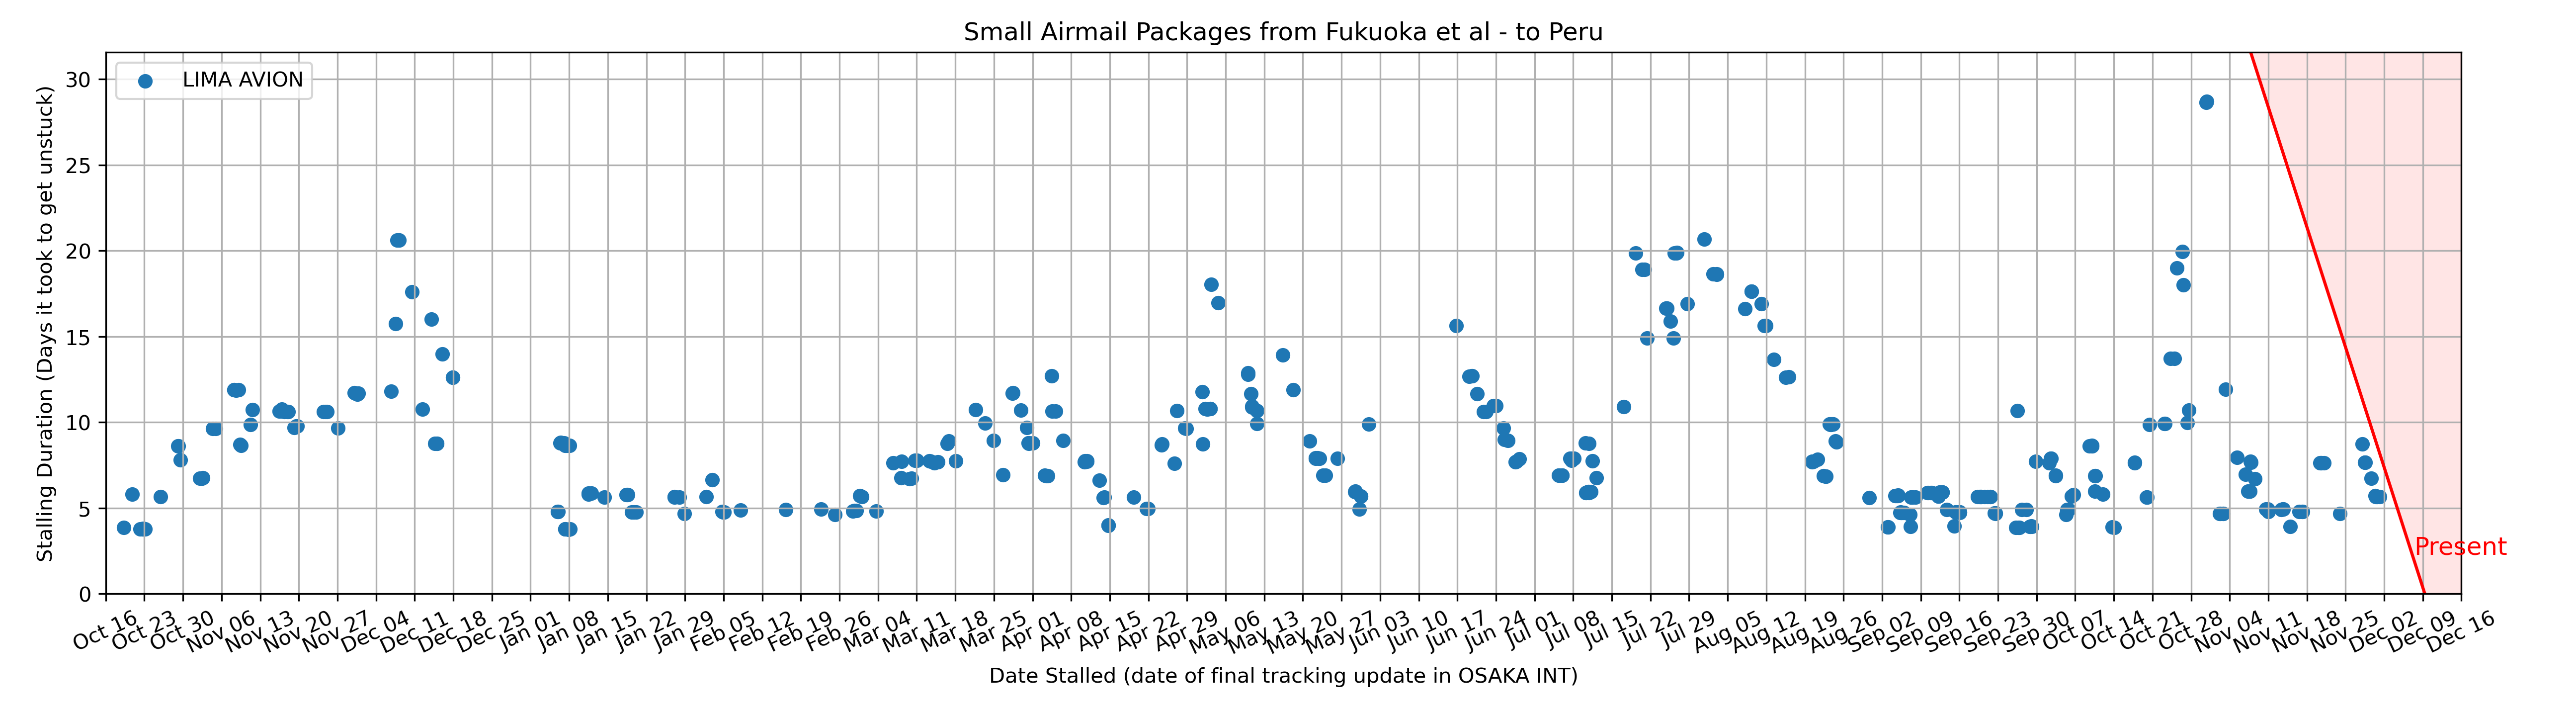 Small Airmail Packages from Fukuoka et al - to Peru
LIMA AVION
Stalling Duration (Days it took to get unstuck)
30
25
20
15
10
5
0
Present
Oct 16
Oct 23
Oct 30
Nov 06
Nov 13
Nov 20
Nov 27
Dec 04
Dec 11
Dec 18
Dec 25
Jan 01
Jan 08
Jan 15
Jan 22
Jan 29
Feb 05
Feb 12
Feb 19
Feb 26
Mar 04
Mar 11
Mar 18
Mar 25
Apr 01
Apr 08
Apr 15
Apr 22
Apr 29
May 06
May 13
May 20
May 27
Jun 03
Jun 10
Jun 17
Jun 24
Jul 01
Jul 08
Jul 15
Jul 22
Jul 29
Aug 05
Aug 12
Aug 19
Aug 26
Sep 02
Sep 09
Sep 16
Sep 23
Sep 30
Oct 07
Oct 14
Oct 21
Oct 28
Nov 04
Nov 11
Nov 18
Nov 25
Dec 02
Dec 09
Dec 16
Date Stalled (date of final tracking update in OSAKA INT)